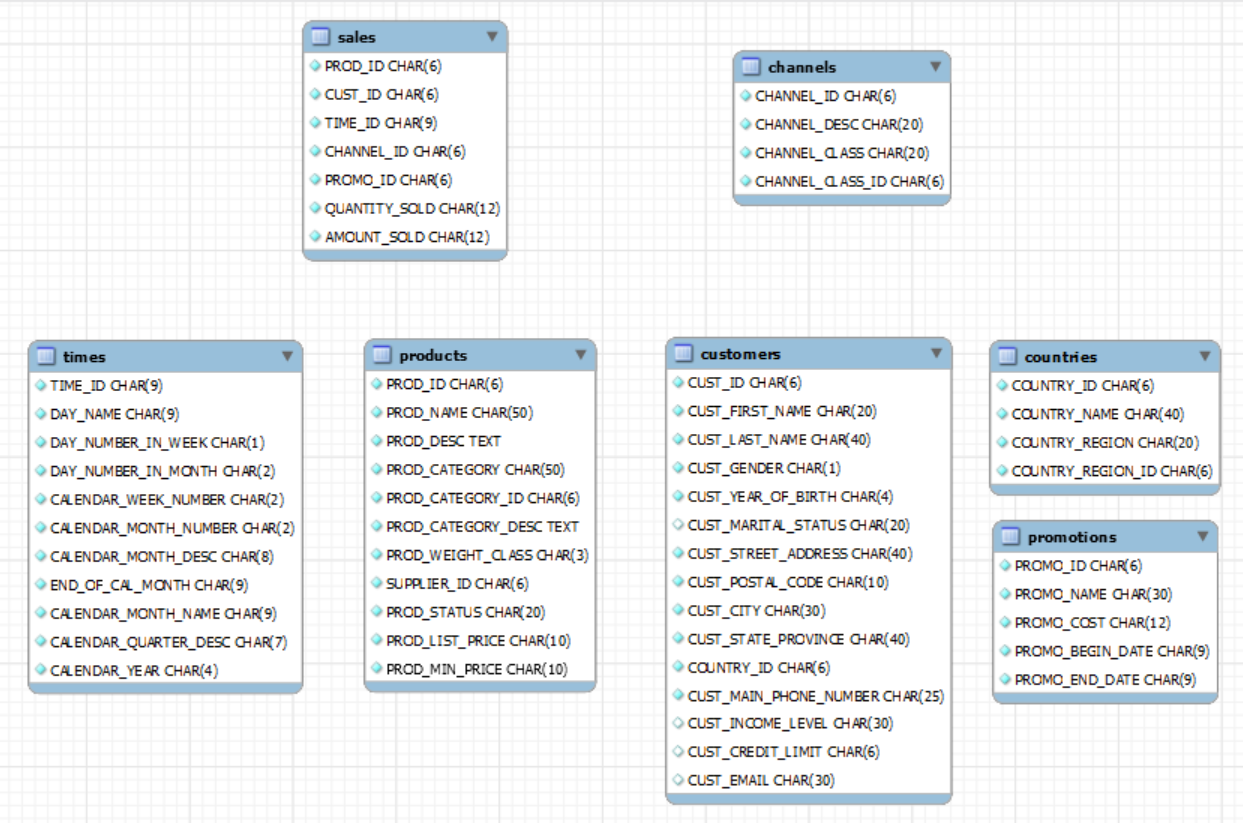 sales
PROD_ID CHAR(6)
CUST_ID CHAR(6)
TIME_ID CHAR(9)
CHANNEL_ID CHAR(6)
PROMO_ID CHAR(6)
QUANTITY_SOLD CHAR(12)
AMOUNT_SOLD CHAR(12)
channels
CHANNEL_ID CHAR(6)
CHANNEL_DESC CHAR(20)
CHANNEL_CLASS CHAR(20)
CHANNEL_CLASS_ID CHAR(6)
times
TIME_ID CHAR(9)
DAY_NAME CHAR(9)
DAY_NUMBER_IN_WEEK CHAR(1)
DAY_NUMBER_IN_MONTH CHAR(2)
CALENDAR_WEEK_NUMBER CHAR(2)
CALENDAR_MONTH_NUMBER CHAR(2)
CALENDAR_MONTH_DESC CHAR(8)
END_OF_CAL_MONTH CHAR(9)
CALENDAR_MONTH_NAME CHAR(9)
CALENDAR_QUARTER_DESC CHAR(7)
CALENDAR_YEAR CHAR(4)
products
PROD_ID CHAR(6)
PROD_NAME CHAR(50)
PROD_DESC TEXT
PROD_CATEGORY CHAR(50)
PROD_CATEGORY_ID CHAR(6)
PROD_CATEGORY_DESC TEXT
PROD_WEIGHT_CLASS CHAR(3)
SUPPLIER_ID CHAR(6)
PROD_STATUS CHAR(20)
PROD_LIST_PRICE CHAR(10)
PROD_MIN_PRICE CHAR(10)
customers
CUST_ID CHAR(6)
CUST_FIRST_NAME CHAR(20)
CUST_LAST_NAME CHAR(40)
CUST_GENDER CHAR(1)
CUST_YEAR_OF_BIRTH CHAR(4)
CUST_MARITAL_STATUS CHAR(20)
CUST_STREET_ADDRESS CHAR(40)
CUST_POSTAL_CODE CHAR(10)
CUST_CITY CHAR(30)
CUST_STATE_PROVINCE CHAR(40)
COUNTRY_ID CHAR(6)
CUST_MAIN_PHONE_NUMBER CHAR(25)
CUST_INCOME_LEVEL CHAR(30)
CUST_CREDIT_LIMIT CHAR(6)
CUST_EMAIL CHAR(30)
countries
COUNTRY_ID CHAR(6)
COUNTRY_NAME CHAR(40)
COUNTRY_REGION CHAR(20)
COUNTRY_REGION_ID CHAR(6)
promotions
PROMO_ID CHAR(6)
PROMO_NAME CHAR(30)
PROMO_COST CHAR(12)
PROMO_BEGIN_DATE CHAR(9)
PROMO_END_DATE CHAR(9)